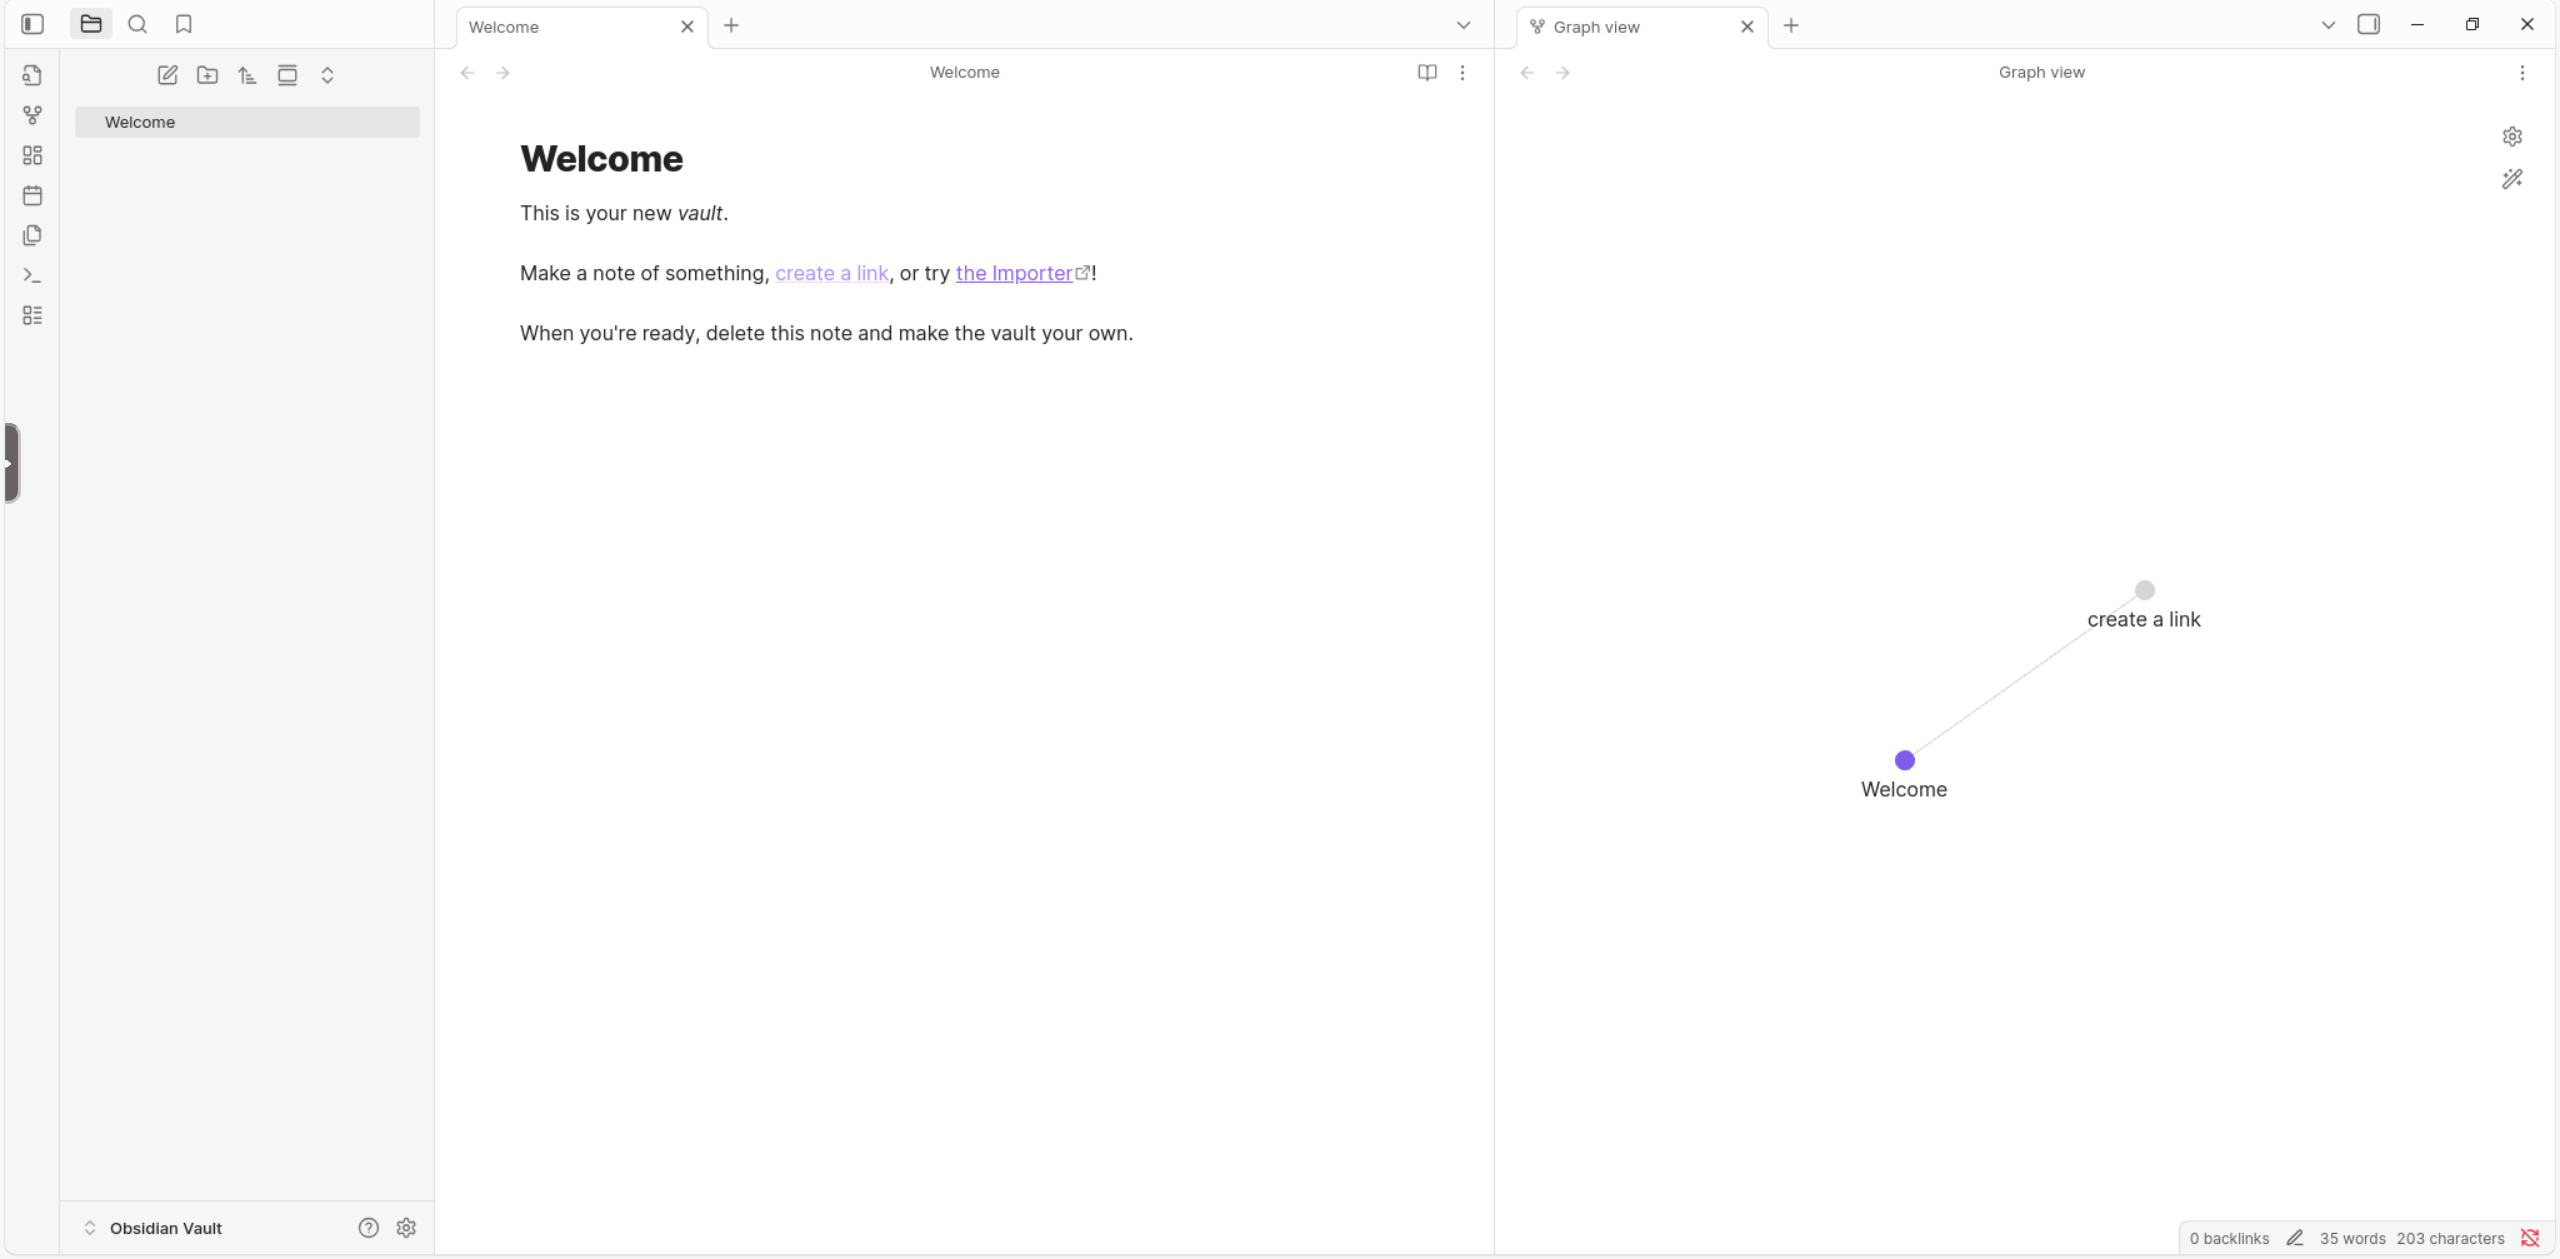 Welcome
Graph view
Welcome
Graph view
Welcome
Welcome
This is your new vault.
Make a note of something, create a link, or try the Importer!
When you're ready, delete this note and make the vault your own.
create a link
Welcome
Obsidian Vault
0 backlinks 35 words 203 characters